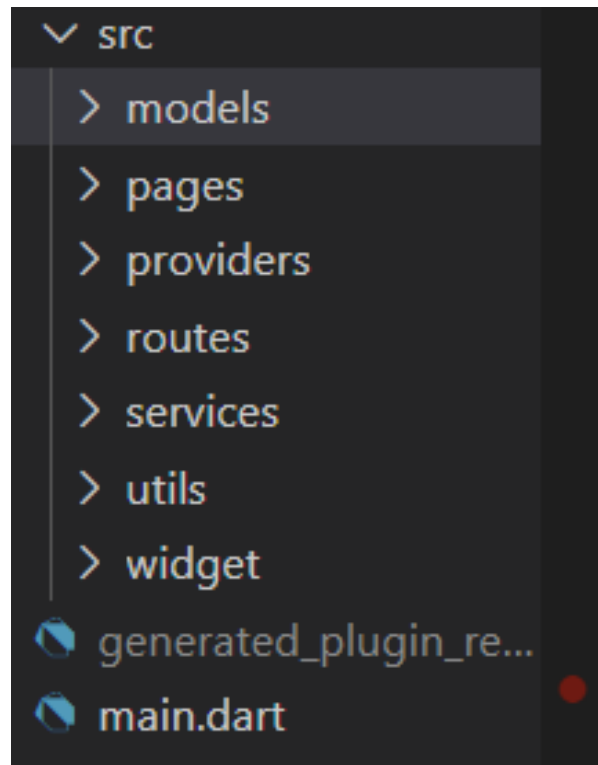 src
models
pages
providers
routes
services
utils
widget
generated_plugin_re...
main.dart